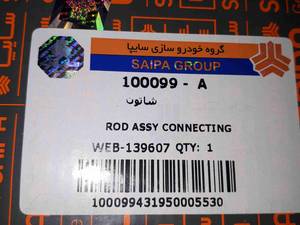 گروه خودرو سازی سایپا
SAIPA GROUP
100099 - A
شاتون
ROD ASSY CONNECTING
WEB-139607 QTY: 1
100099431950005530